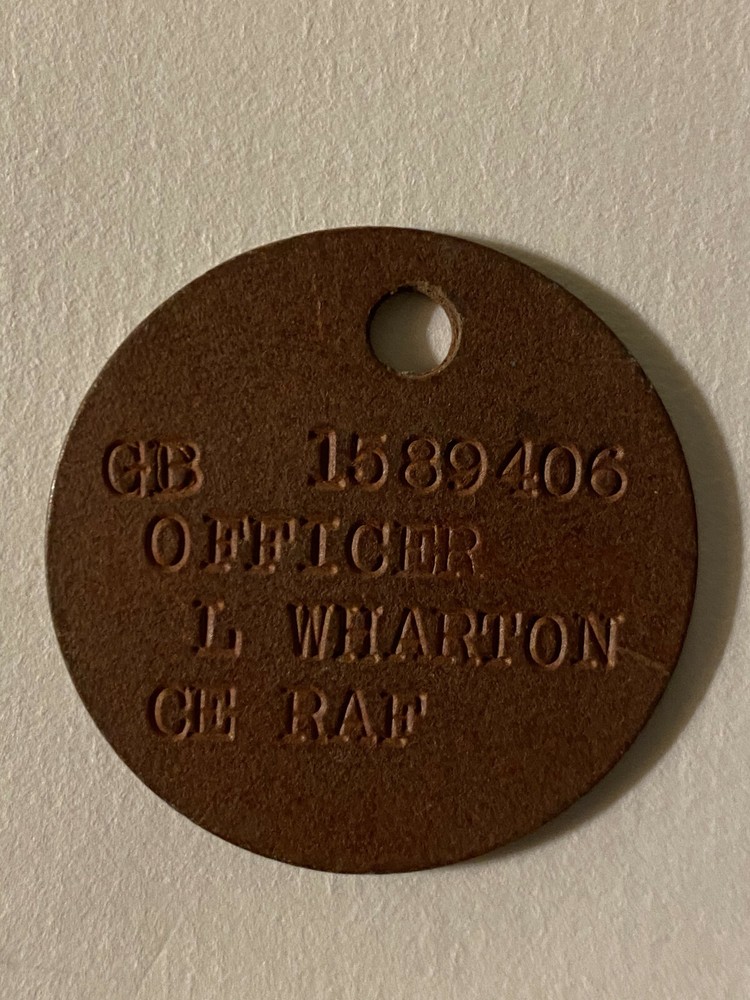 GB 1589406
OFFICER
L WHARTON
CE RAF